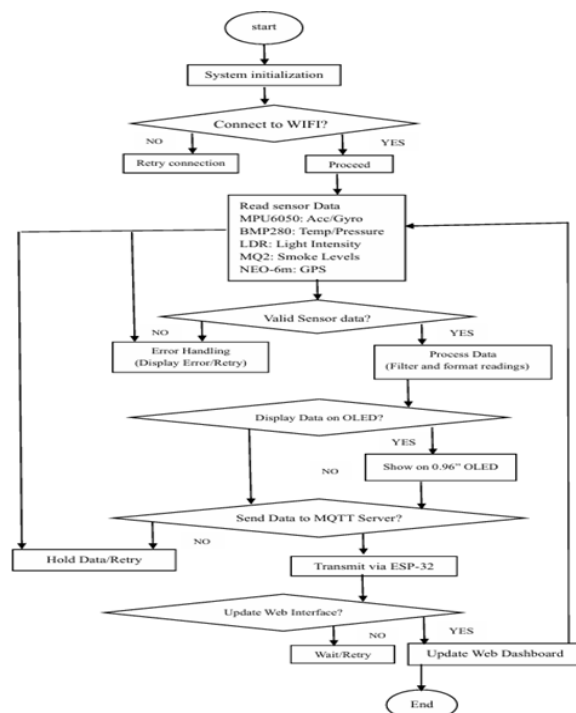 start
System initialization
Connect to WIFI?
NO
YES
Retry connection
Proceed
Read sensor Data
MPU6050: Acc/Gyro
BMP280: Temp/Pressure
LDR: Light Intensity
MQ2: Smoke Levels
NEO-6m: GPS
Valid Sensor data?
NO
YES
Error Handling
(Display Error/Retry)
Process Data
(Filter and format readings)
Display Data on OLED?
YES
NO
Show on 0.96” OLED
Send Data to MQTT Server?
NO
Hold Data/Retry
Transmit via ESP-32
Update Web Interface?
NO
YES
Wait/Retry
Update Web Dashboard
End